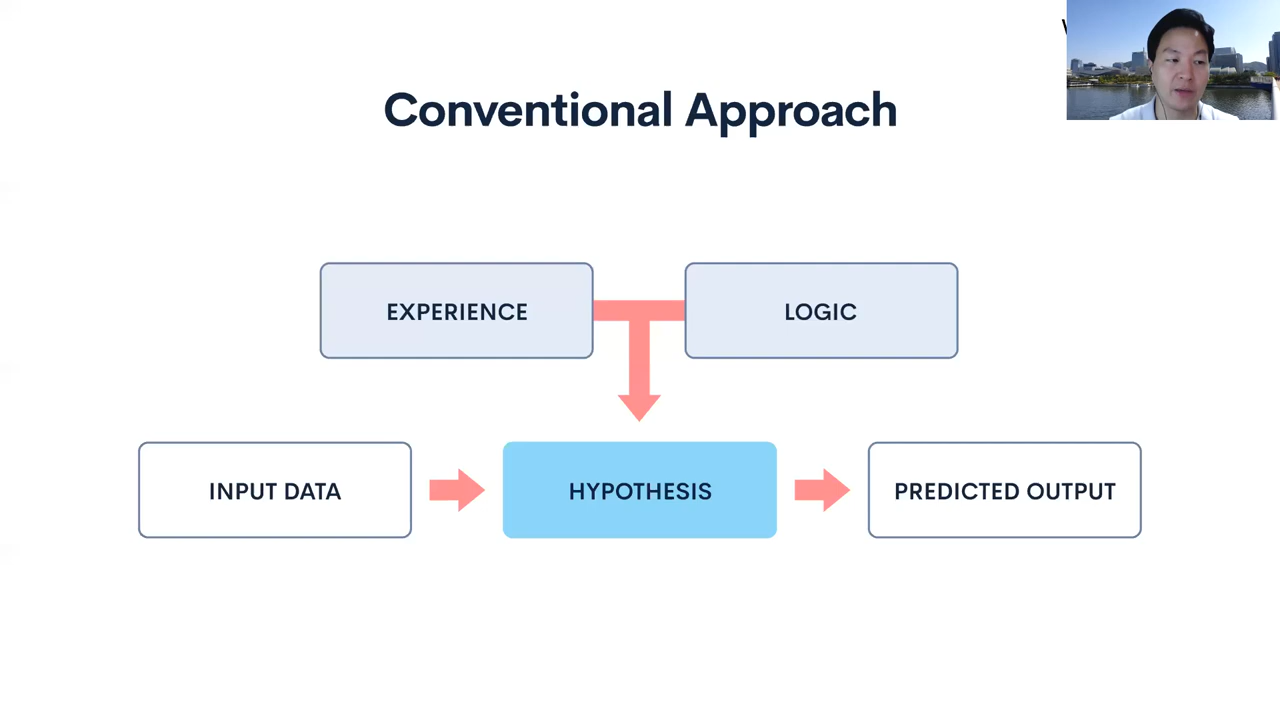 Conventional Approach
EXPERIENCE
LOGIC
INPUT DATA
HYPOTHESIS
PREDICTED OUTPUT